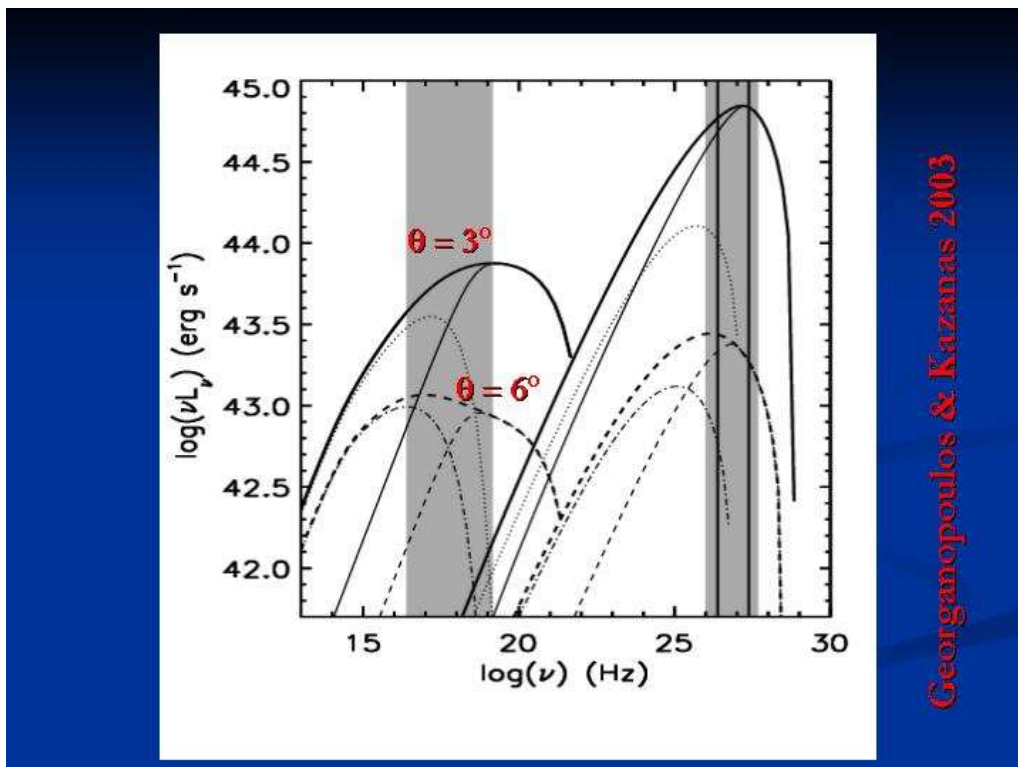 45.0
44.5
44.0
43.5
43.0
42.5
42.0
log(νLν) (erg s⁻¹)
θ = 3°
θ = 6°
15 20 25 30
log(ν) (Hz)
Georganopoulos & Kazanas 2003